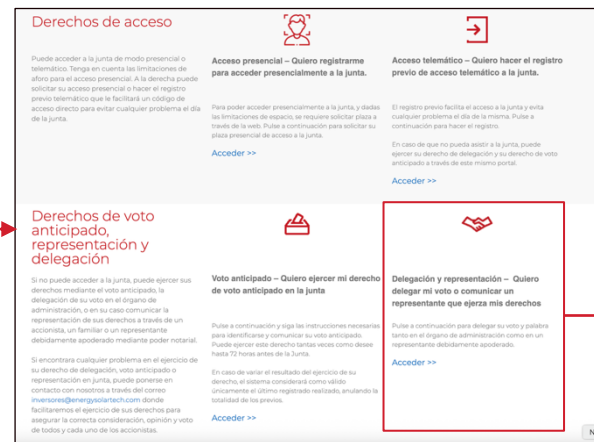 Derechos de acceso
Puede acceder a la junta de modo presencial o
telemático. Tenga en cuenta las limitaciones de
aforo para el acceso presencial. A la derecha puede
solicitar su acceso presencial o hacer el registro
previo telemático que le facilitará un código de
acceso directo para evitar cualquier problema el día
de la junta.
Acceso presencial – Quiero registrarme
para acceder presencialmente a la junta.
Para poder acceder presencialmente a la junta, y dadas
las limitaciones de espacio, se requiere solicitar plaza a
través de la web. Pulse a continuación para solicitar su
plaza presencial de acceso a la junta.
Acceder >>
Acceso telemático – Quiero hacer el registro
previo de acceso telemático a la junta.
El registro previo facilita el acceso a la junta y evita
cualquier problema el día de la misma. Pulse a
continuación para hacer el registro.
En caso de que no pueda asistir a la junta, puede
ejercer su derecho de delegación y su derecho de voto
anticipado a través de este mismo portal.
Acceder >>
Derechos de voto
anticipado,
representación y
delegación
Si no puede acceder a la junta, puede ejercer sus
derechos mediante el voto anticipado, la
delegación de su voto en el órgano de
administración, o en su caso comunicar la
representación de sus derechos a través de un
accionista, un familiar o un representante
debidamente apoderado mediante poder notarial.
Si encontrara cualquier problema en el ejercicio de
su derecho de delegación, voto anticipado o
representación en junta, puede ponerse en
contacto con nosotros a través del correo
inversores@energysolartech.com donde
facilitaremos el ejercicio de sus derechos para
asegurar la correcta consideración, opinión y voto
de todos y cada uno de los accionistas.
Voto anticipado – Quiero ejercer mi derecho
de voto anticipado en la junta
Pulse a continuación y siga las instrucciones necesarias
para identificarse y comunicar su voto anticipado.
Puede ejercer este derecho tantas veces como desee
hasta 72 horas antes de la Junta.
En caso de variar el resultado del ejercicio de su
derecho, el sistema considerará como válido
únicamente el último registrado realizado, anulando la
totalidad de los previos.
Acceder >>
Delegación y representación – Quiero
delegar mi voto o comunicar un
representante que ejerza mis derechos
Pulse a continuación para delegar su voto y palabra
tanto en el órgano de administración como en un
representante debidamente apoderado.
Acceder >>
N